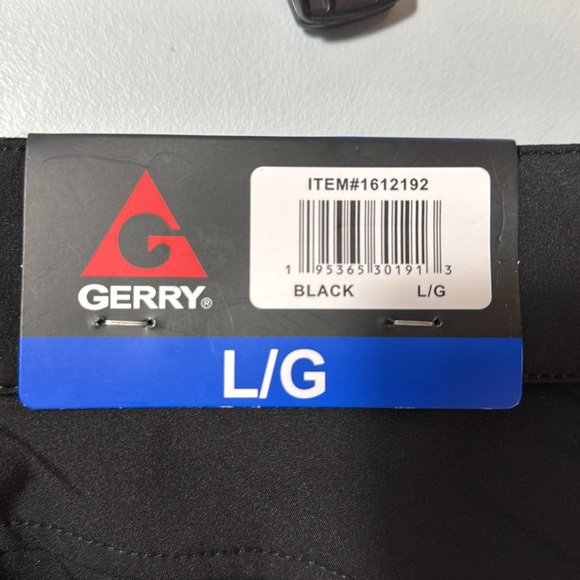 G
GERRY®
ITEM#1612192
1 95365 30191 3
BLACK L/G
L/G